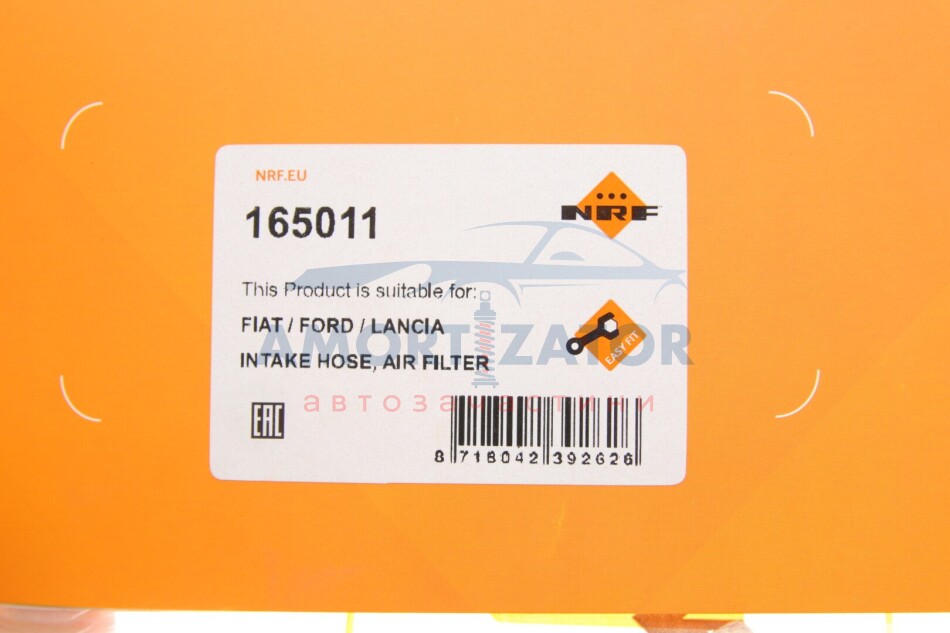 NRF.EU
165011
NRF
This Product is suitable for:
FIAT / FORD / LANCIA
AMORTIZATOR
INTAKE HOSE, AIR FILTER
EASY FIT
автозапчастини
EAC
8 718042 392626